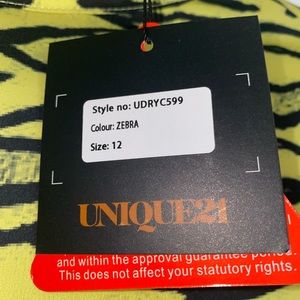 Style no: UDRYC599
Colour: ZEBRA
Size: 12
UNIQUE21
and within the approval guarantee period.
This does not affect your statutory rights.